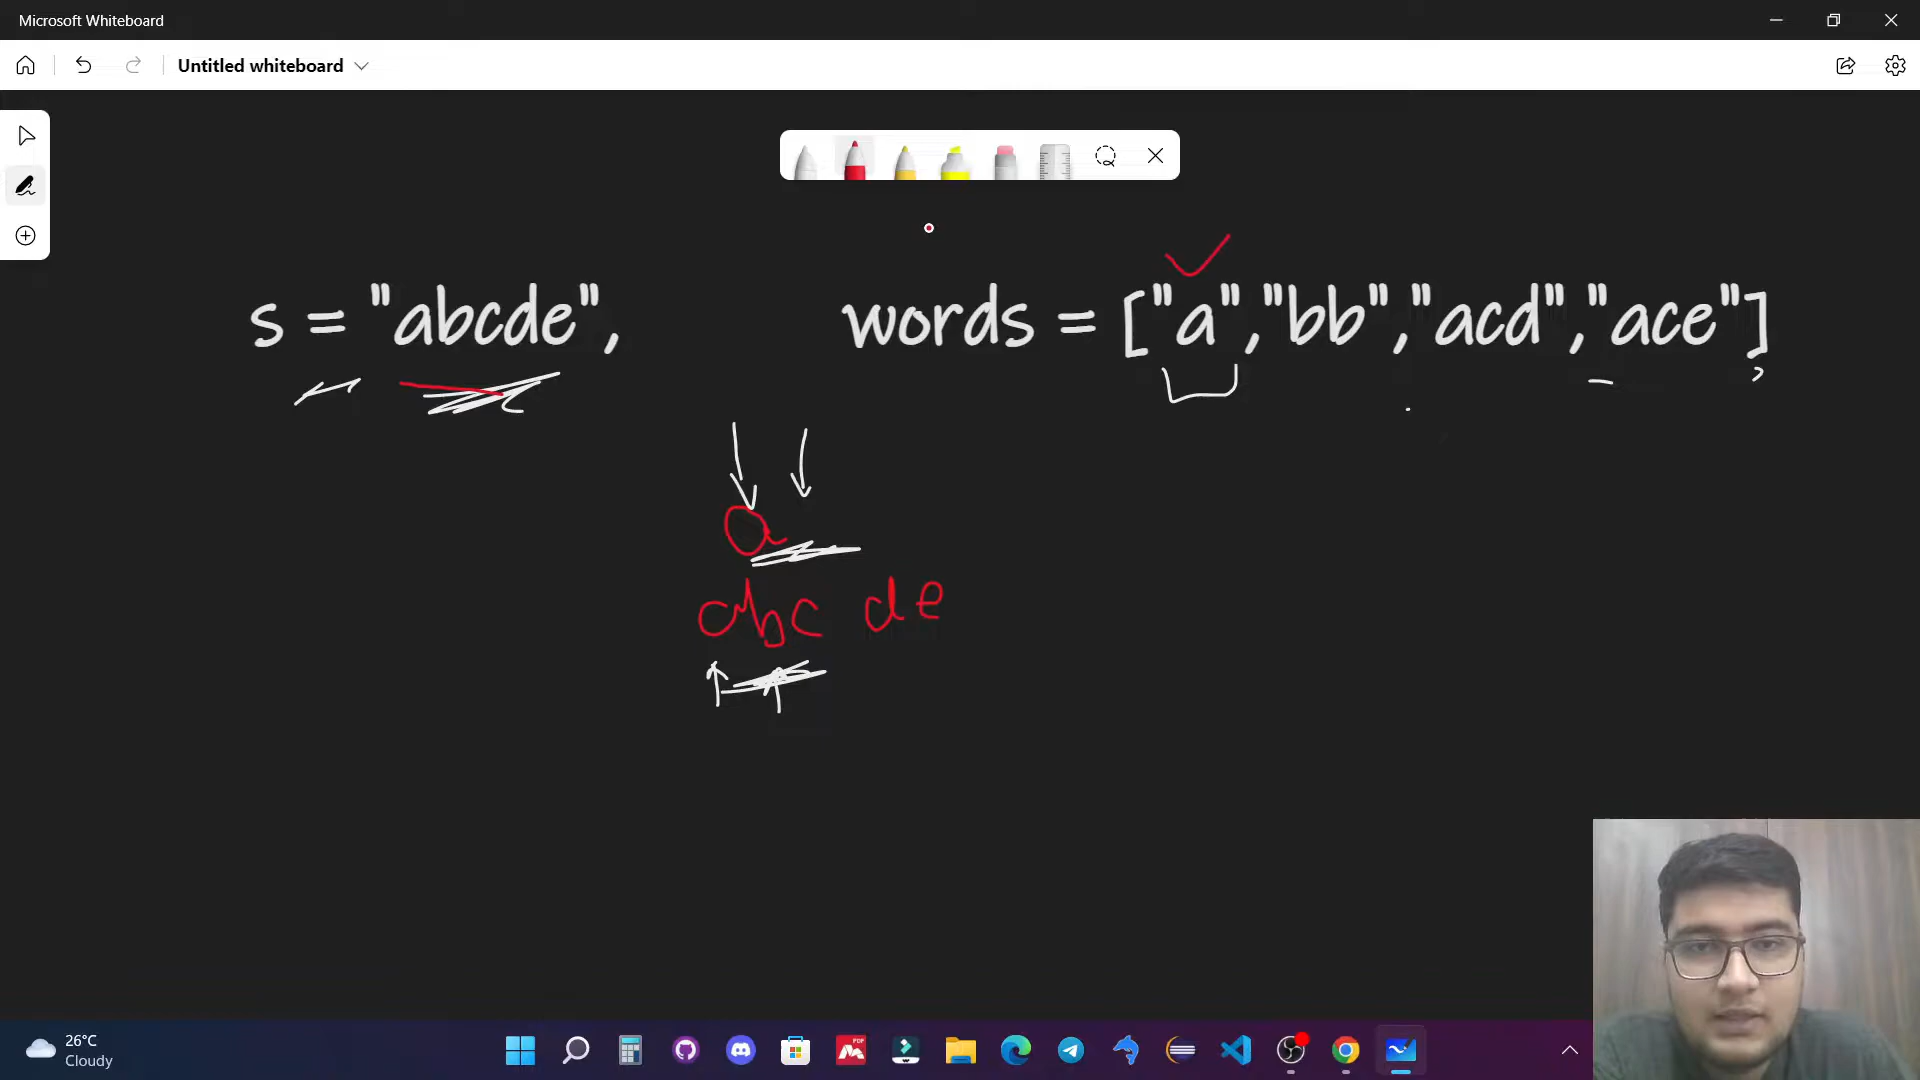 Microsoft Whiteboard
Untitled whiteboard
s = "abcde", words = ["a","bb","acd","ace"]
a
abc de
26°C
Cloudy